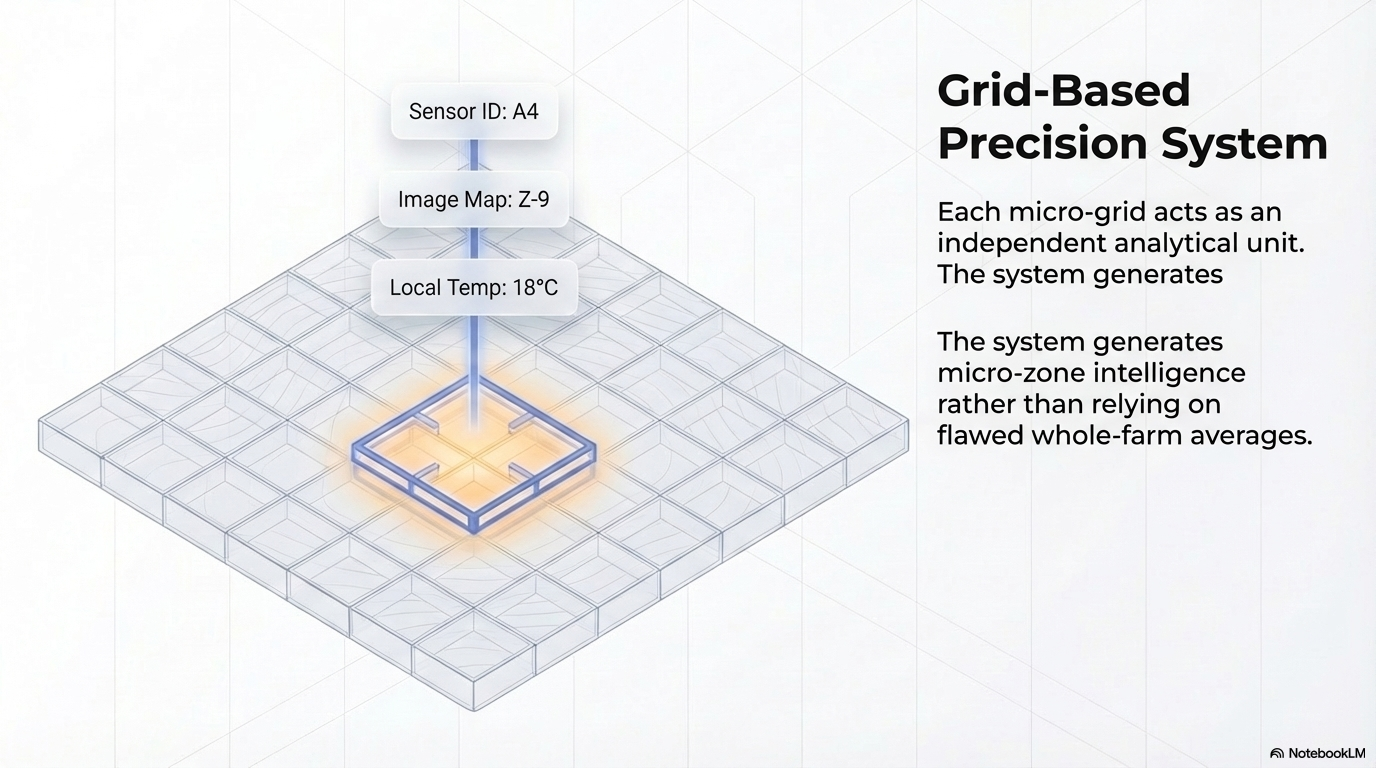 Sensor ID: A4
Image Map: Z-9
Local Temp: 18°C
Grid-Based
Precision System
Each micro-grid acts as an
independent analytical unit.
The system generates
The system generates
micro-zone intelligence
rather than relying on
flawed whole-farm averages.
NotebookLM